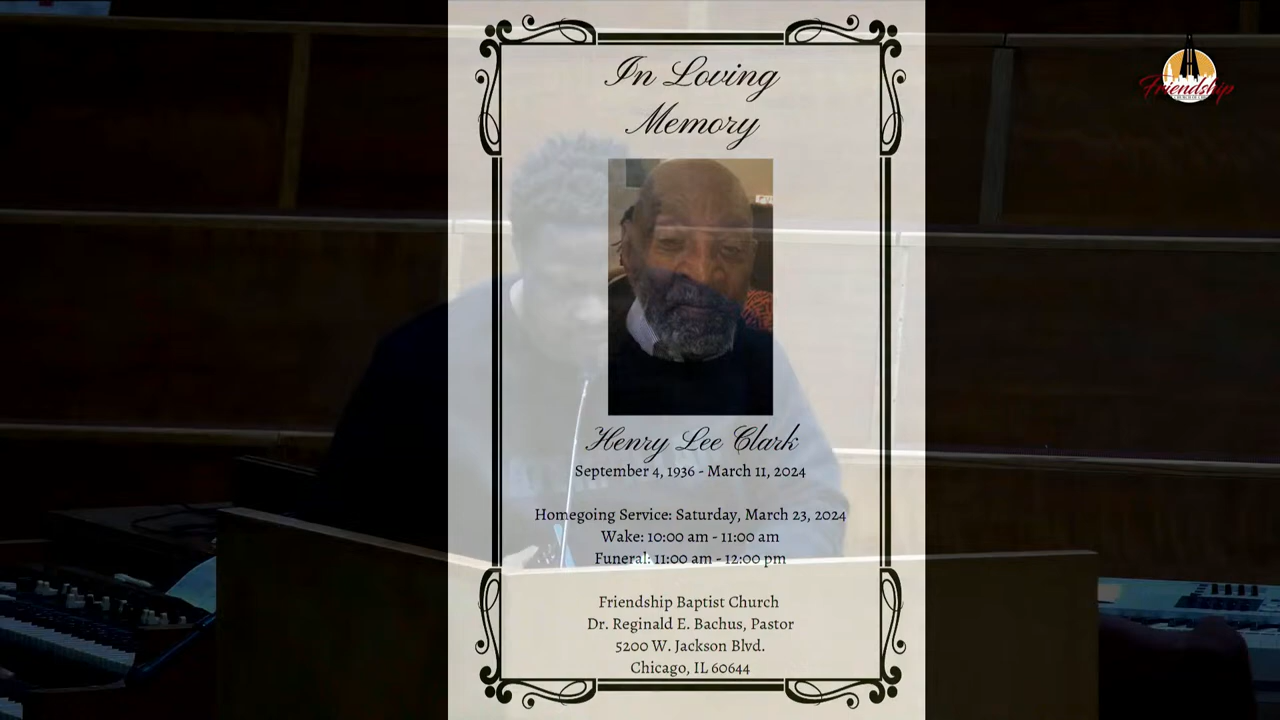 In Loving
Memory
Friendship
Henry Lee Clark
September 4, 1936 - March 11, 2024
Homegoing Service: Saturday, March 23, 2024
Wake: 10:00 am - 11:00 am
Funeral: 11:00 am - 12:00 pm
Friendship Baptist Church
Dr. Reginald E. Bachus, Pastor
5200 W. Jackson Blvd.
Chicago, IL 60644